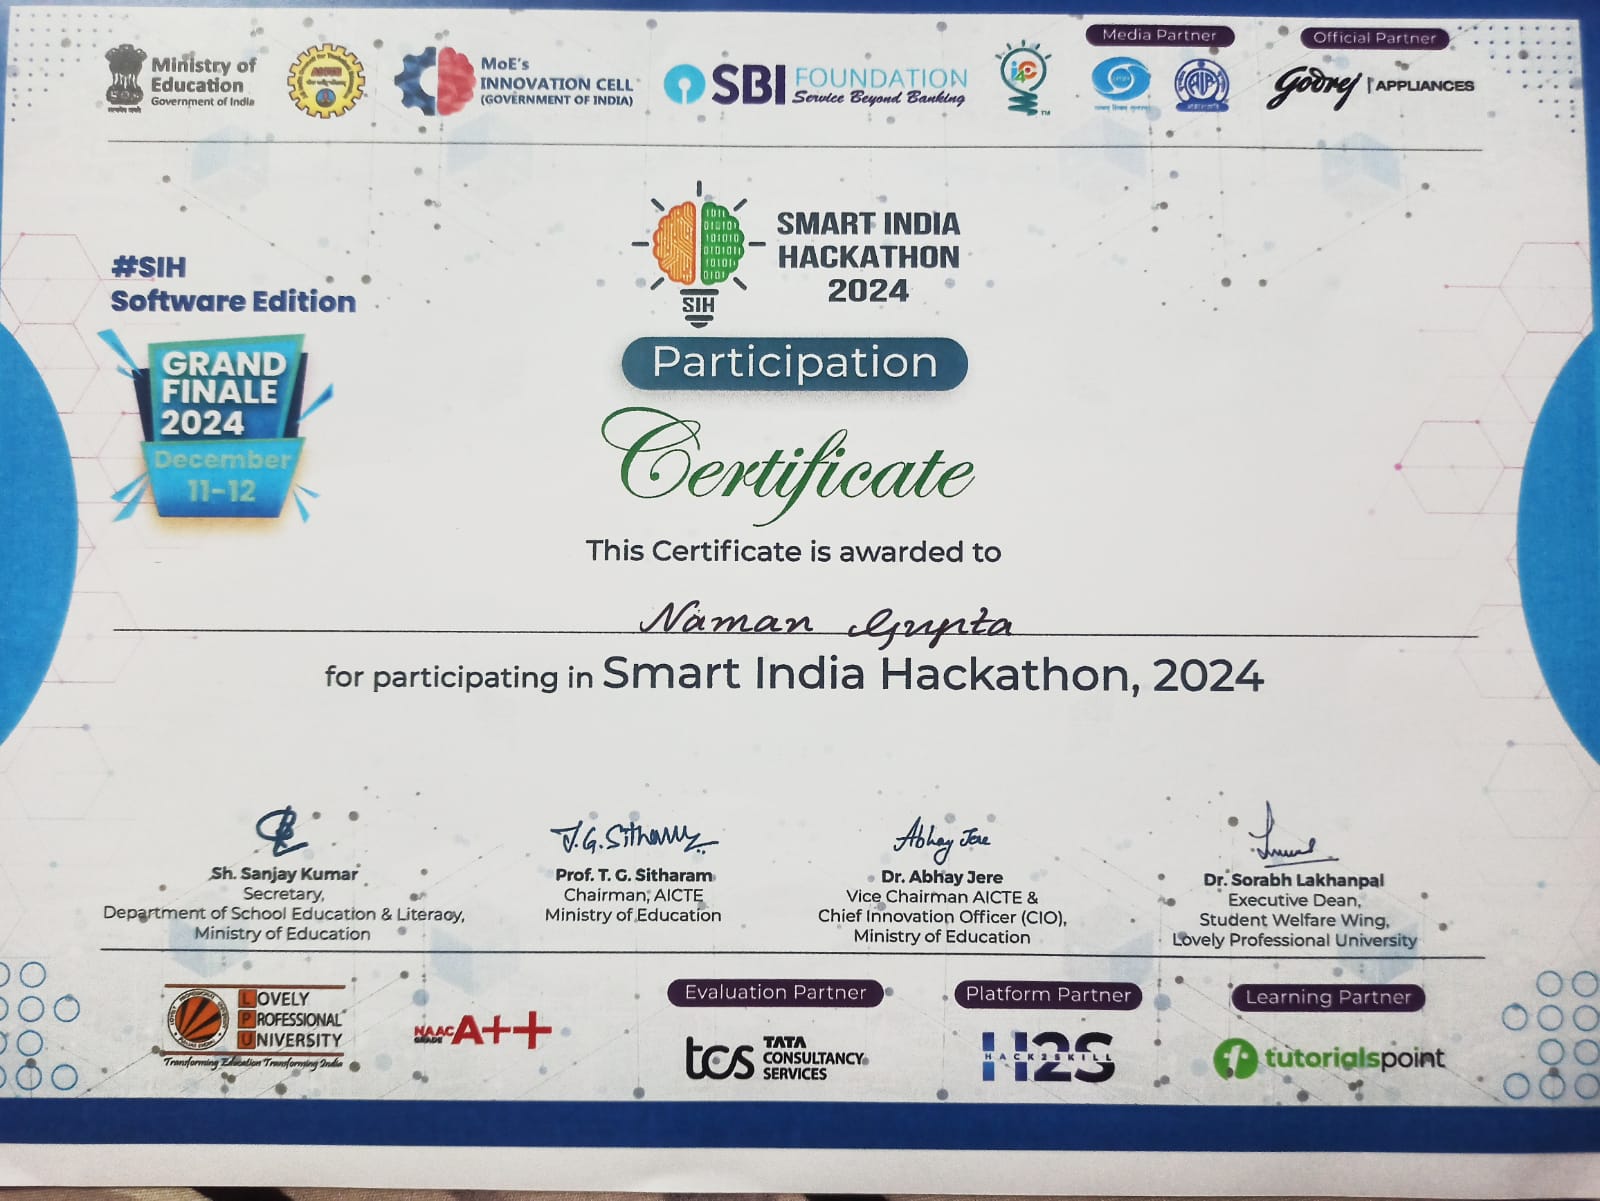 Ministry of
Education
Government of India
MoE's
INNOVATION CELL
(GOVERNMENT OF INDIA)
SBI FOUNDATION
Service Beyond Banking
TM
Media Partner
Official Partner
Godrej | APPLIANCES
#SIH
Software Edition
GRAND
FINALE
2024
December
11-12
SIH
SMART INDIA
HACKATHON
2024
Participation
Certificate
This Certificate is awarded to
Naman Gupta
for participating in Smart India Hackathon, 2024
T.G. Sitharam
Abhay Jere
Sh. Sanjay Kumar
Secretary,
Department of School Education & Literacy,
Ministry of Education
Prof. T. G. Sitharam
Chairman, AICTE
Ministry of Education
Dr. Abhay Jere
Vice Chairman AICTE &
Chief Innovation Officer (CIO),
Ministry of Education
Dr. Sorabh Lakhanpal
Executive Dean,
Student Welfare Wing,
Lovely Professional University
LOVELY
PROFESSIONAL
UNIVERSITY
Transforming Education Transforming India
NAAC
GRADE A++
Evaluation Partner
tcs TATA
CONSULTANCY
SERVICES
Platform Partner
H2S
HACK2SKILL
Learning Partner
tutorialspoint